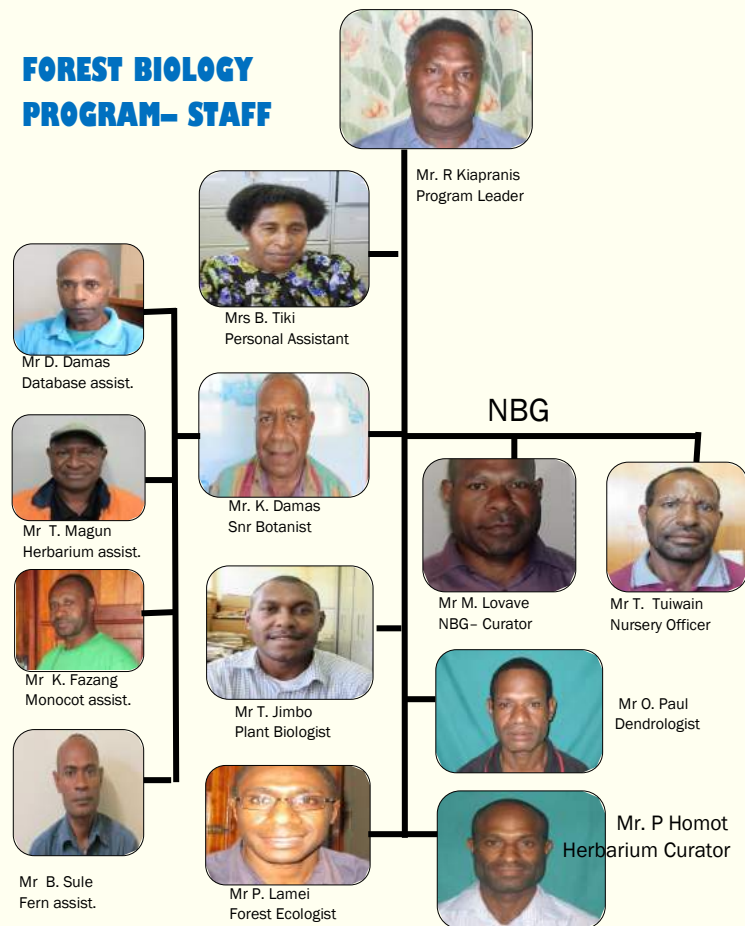 FOREST BIOLOGY
PROGRAM– STAFF
Mr. R Kiapranis
Program Leader
Mrs B. Tiki
Personal Assistant
Mr D. Damas
Database assist.
NBG
Mr. K. Damas
Snr Botanist
Mr T. Magun
Herbarium assist.
Mr M. Lovave
NBG– Curator
Mr T. Tuiwain
Nursery Officer
Mr K. Fazang
Monocot assist.
Mr T. Jimbo
Plant Biologist
Mr O. Paul
Dendrologist
Mr. P Homot
Herbarium Curator
Mr B. Sule
Fern assist.
Mr P. Lamei
Forest Ecologist